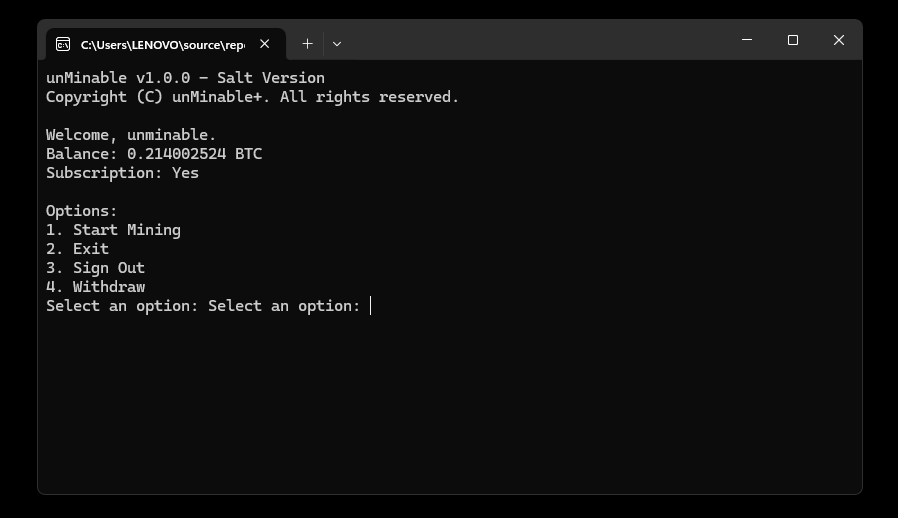 C:\Users\LENOVO\source\rep
unMinable v1.0.0 - Salt Version
Copyright (C) unMinable+. All rights reserved.
Welcome, unminable.
Balance: 0.214002524 BTC
Subscription: Yes
Options:
1. Start Mining
2. Exit
3. Sign Out
4. Withdraw
Select an option: Select an option: